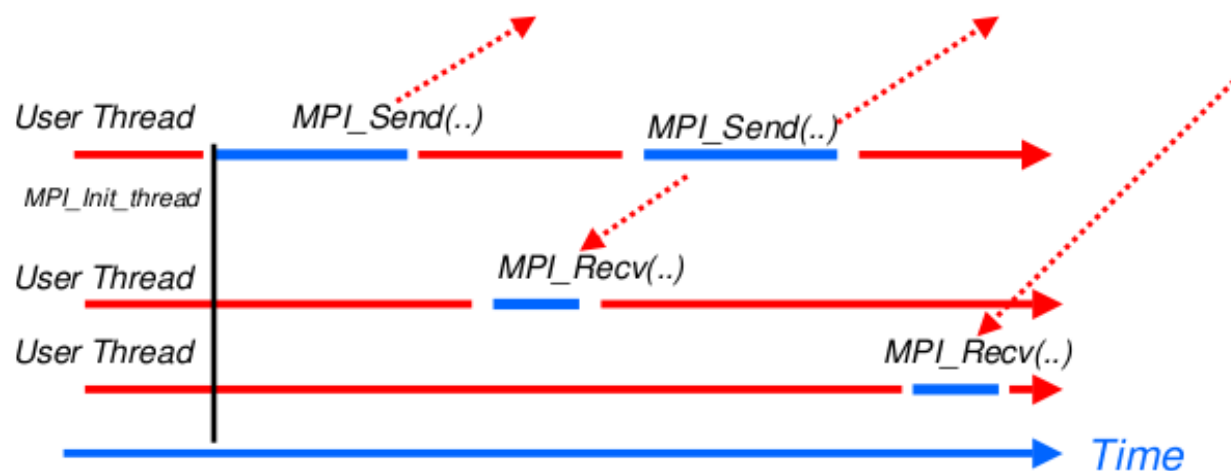 User Thread
MPI_Send(..)
MPI_Send(..)
MPI_Init_thread
User Thread
MPI_Recv(..)
User Thread
MPI_Recv(..)
Time